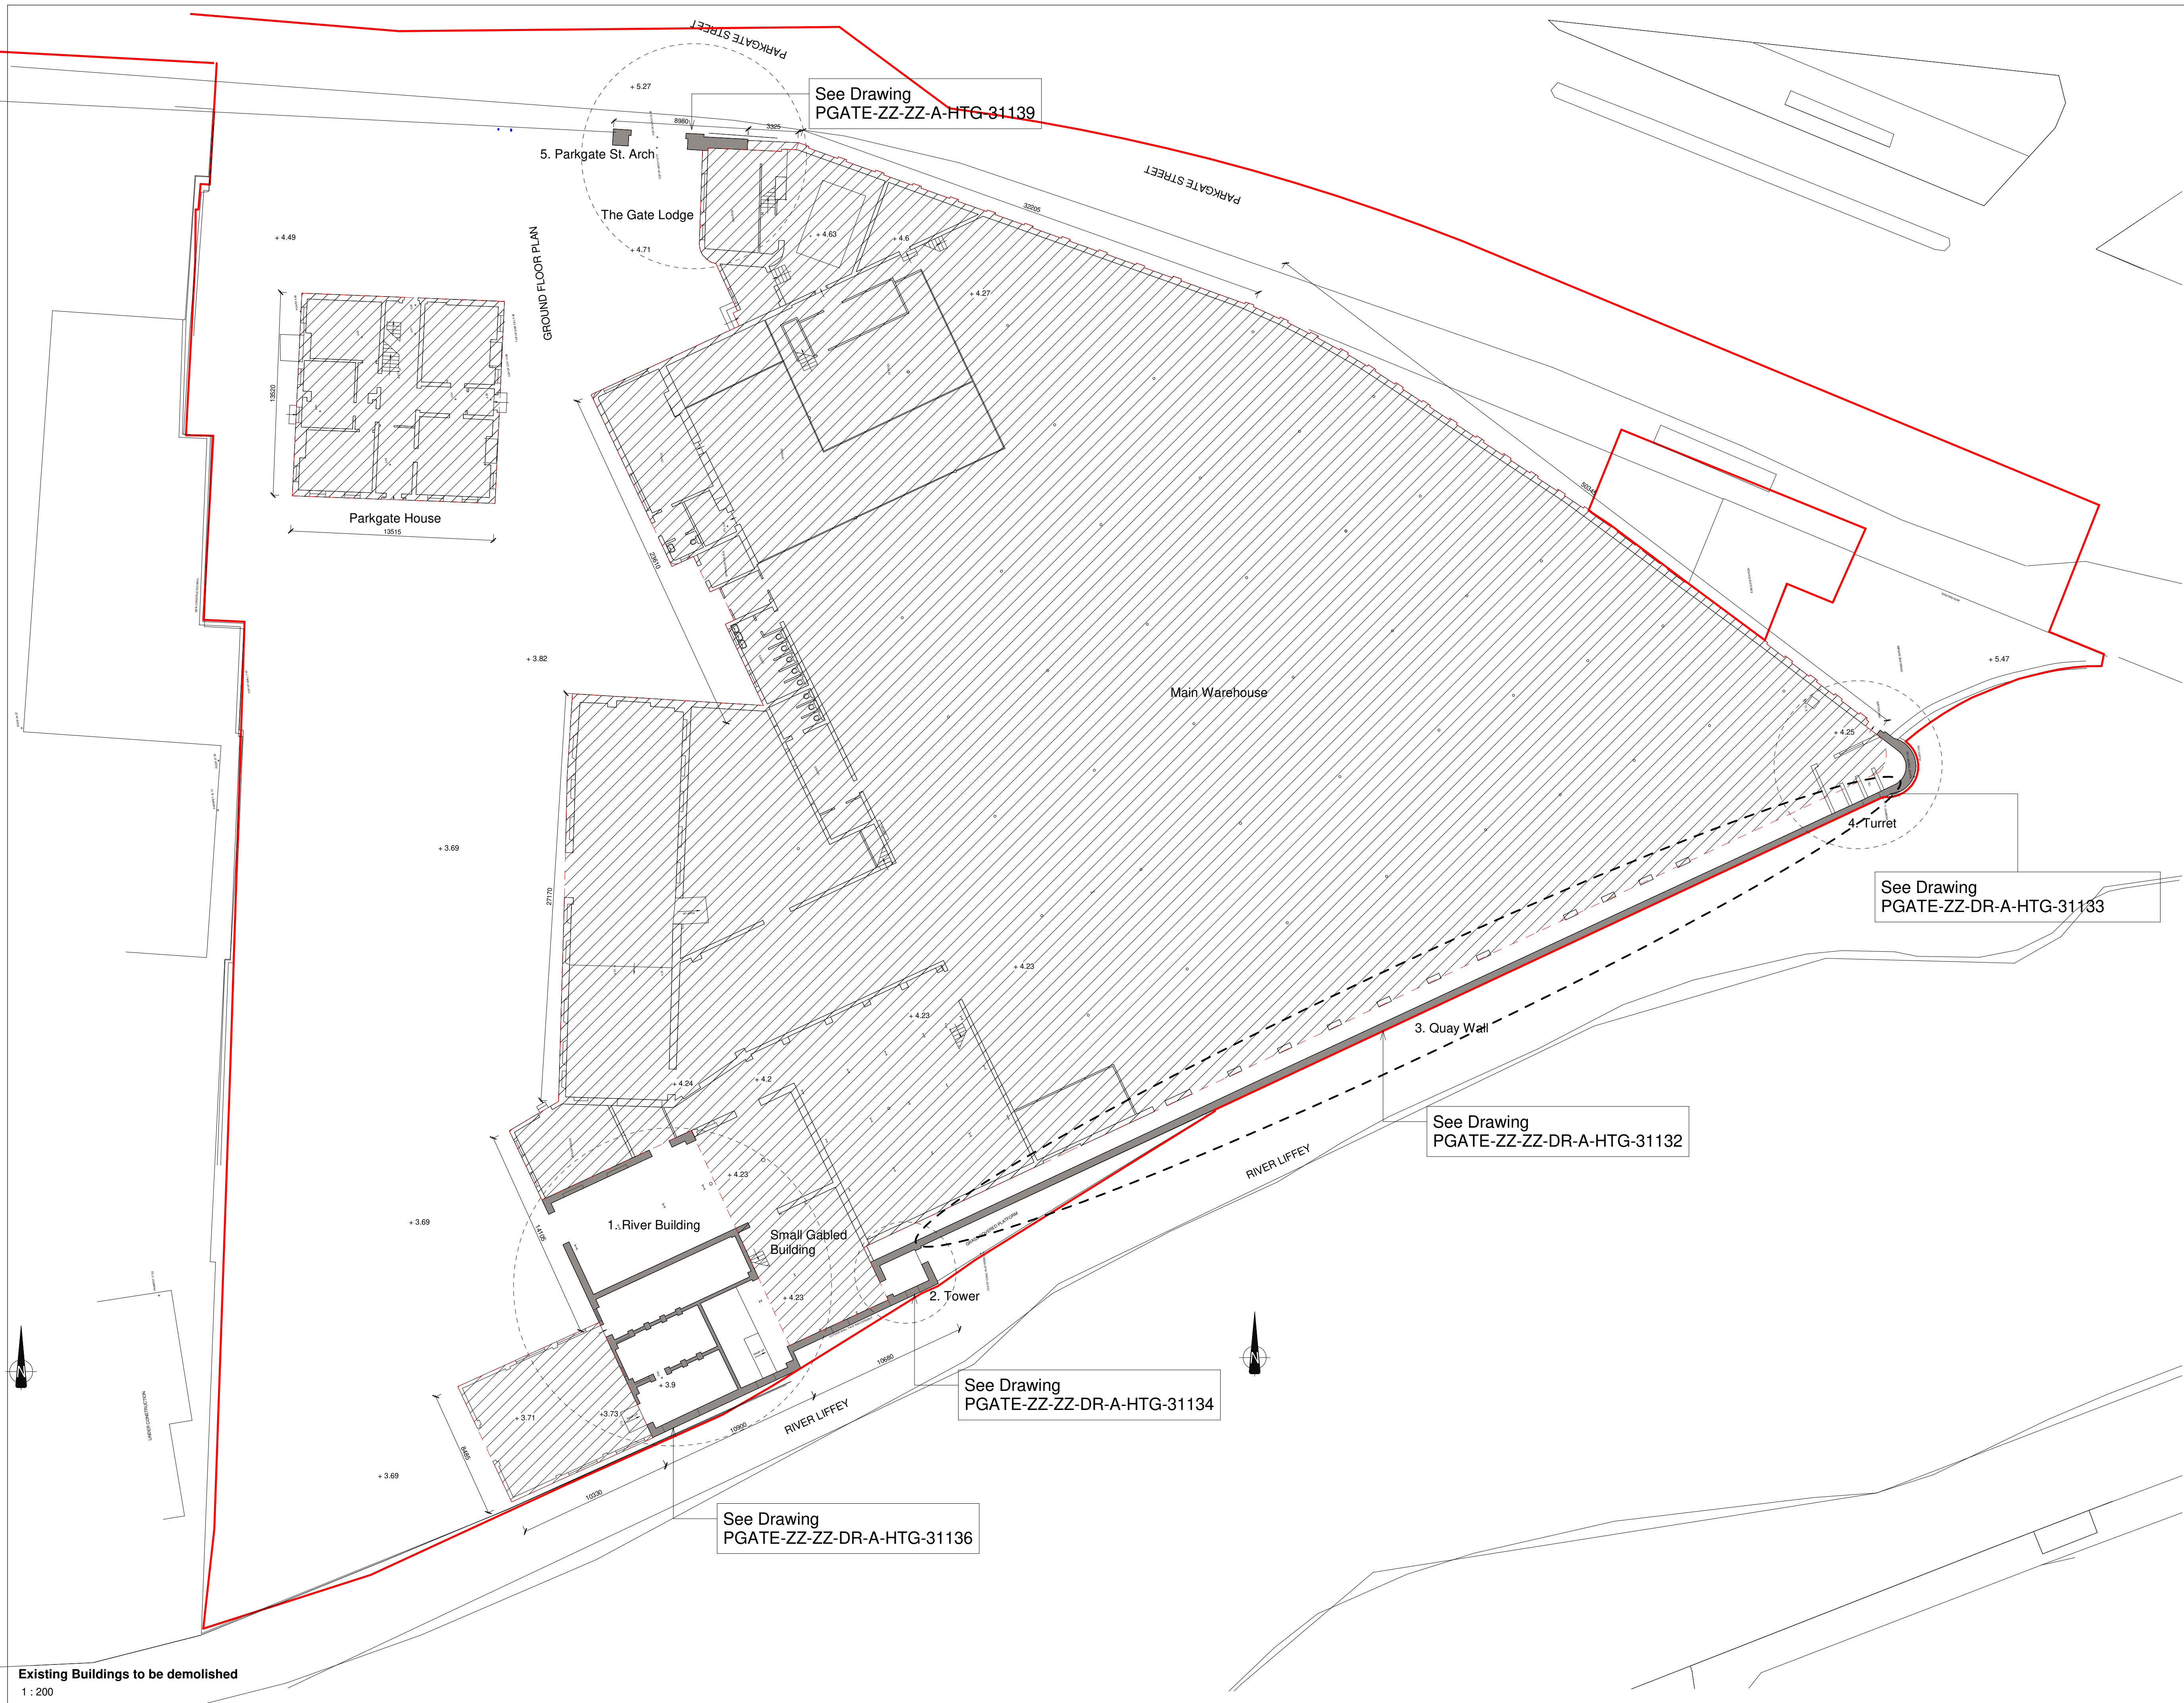 PARKGATE STREET
+ 5.27
See Drawing
PGATE-ZZ-ZZ-A-HTG-31139
8980
3325
5. Parkgate St. Arch
PARKGATE STREET
The Gate Lodge
32205
+ 4.49
+ 4.71
+ 4.63
+ 4.6
GROUND FLOOR PLAN
+ 4.27
13520
Parkgate House
13515
23610
+ 3.82
+ 5.47
Main Warehouse
+ 4.25
4. Turret
See Drawing
PGATE-ZZ-DR-A-HTG-31133
+ 3.69
27170
+ 4.23
+ 4.23
3. Quay Wall
+ 4.24
+ 4.2
See Drawing
PGATE-ZZ-ZZ-DR-A-HTG-31132
RIVER LIFFEY
+ 4.23
+ 3.69
14105
1. River Building
Small Gabled
Building
+ 4.23
2. Tower
N
N
10680
See Drawing
PGATE-ZZ-ZZ-DR-A-HTG-31134
+ 3.9
+ 3.71
+3.73
UNDER CONSTRUCTION
8485
10900
RIVER LIFFEY
+ 3.69
10330
See Drawing
PGATE-ZZ-ZZ-DR-A-HTG-31136
Existing Buildings to be demolished
1 : 200